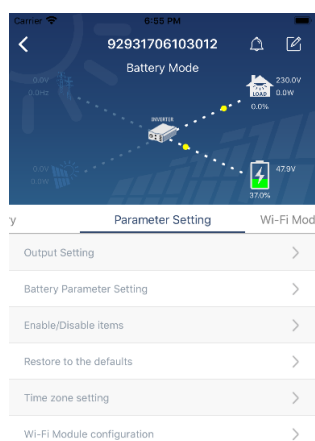 Carrier 6:55 PM
92931706103012
Battery Mode
0.0V
0.0Hz
230.0V
LOAD 0.0W
0.0%
INVERTER
0.0V
0.0W
47.9V
37.0%
y Parameter Setting Wi-Fi Mod
Output Setting
Battery Parameter Setting
Enable/Disable items
Restore to the defaults
Time zone setting
Wi-Fi Module configuration